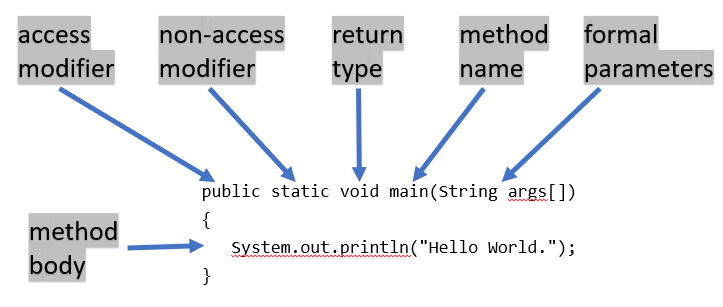 access
modifier
non-access
modifier
return
type
method
name
formal
parameters
public static void main(String args[])
{
method
body
System.out.println("Hello World.");
}